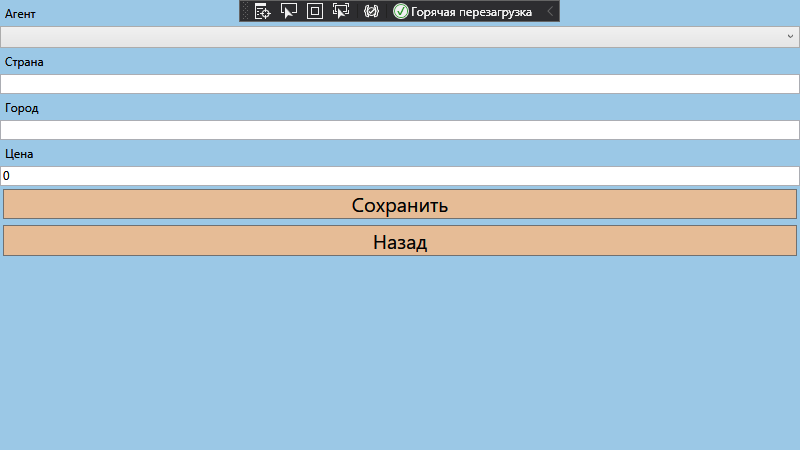 Агент
Горячая перезагрузка
Страна
Город
Цена
0
Сохранить
Назад